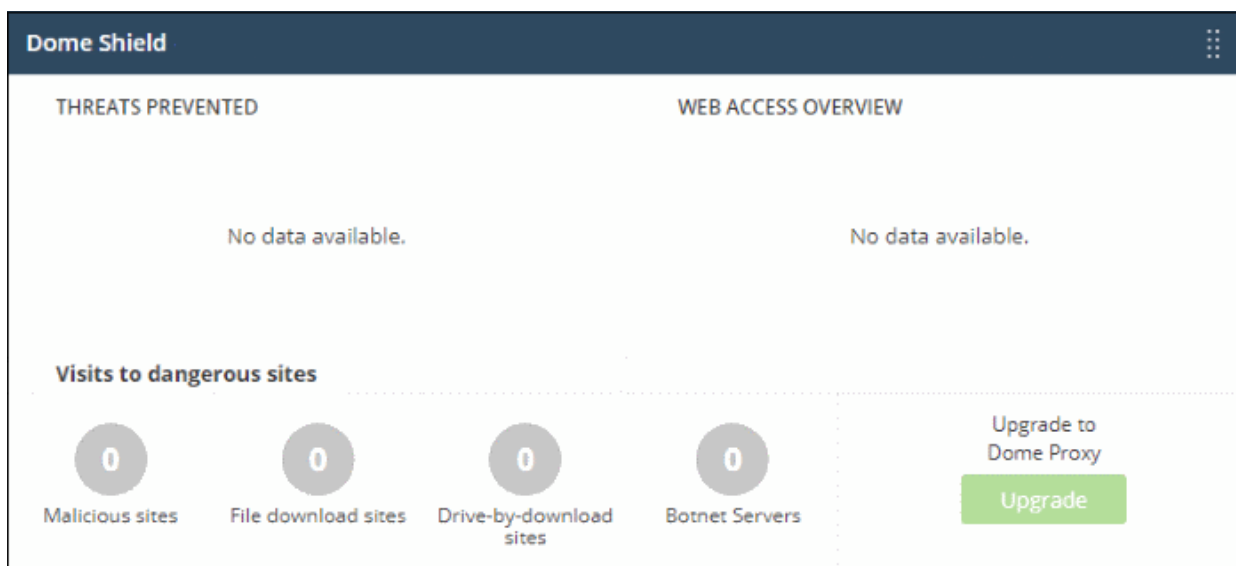 Dome Shield
THREATS PREVENTED
WEB ACCESS OVERVIEW
No data available.
No data available.
Visits to dangerous sites
0
Malicious sites
0
File download sites
0
Drive-by-download
sites
0
Botnet Servers
Upgrade to
Dome Proxy
Upgrade